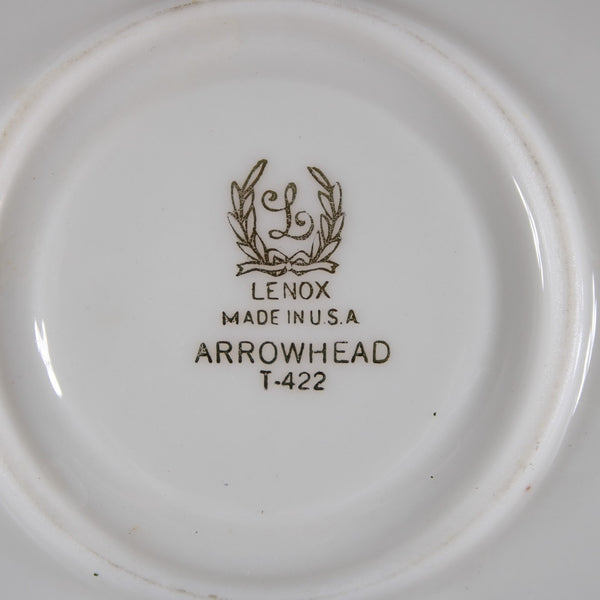 L
LENOX
MADE IN U.S.A
ARROWHEAD
T-422